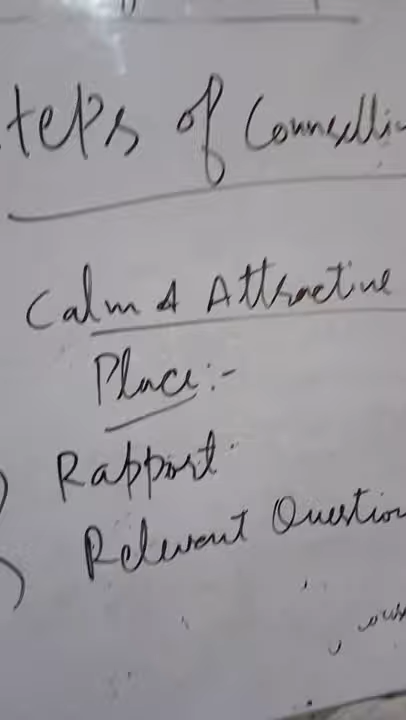 teps of Counselli
Calm & Attractive
Place:-
) Rapport
) Relevant Question